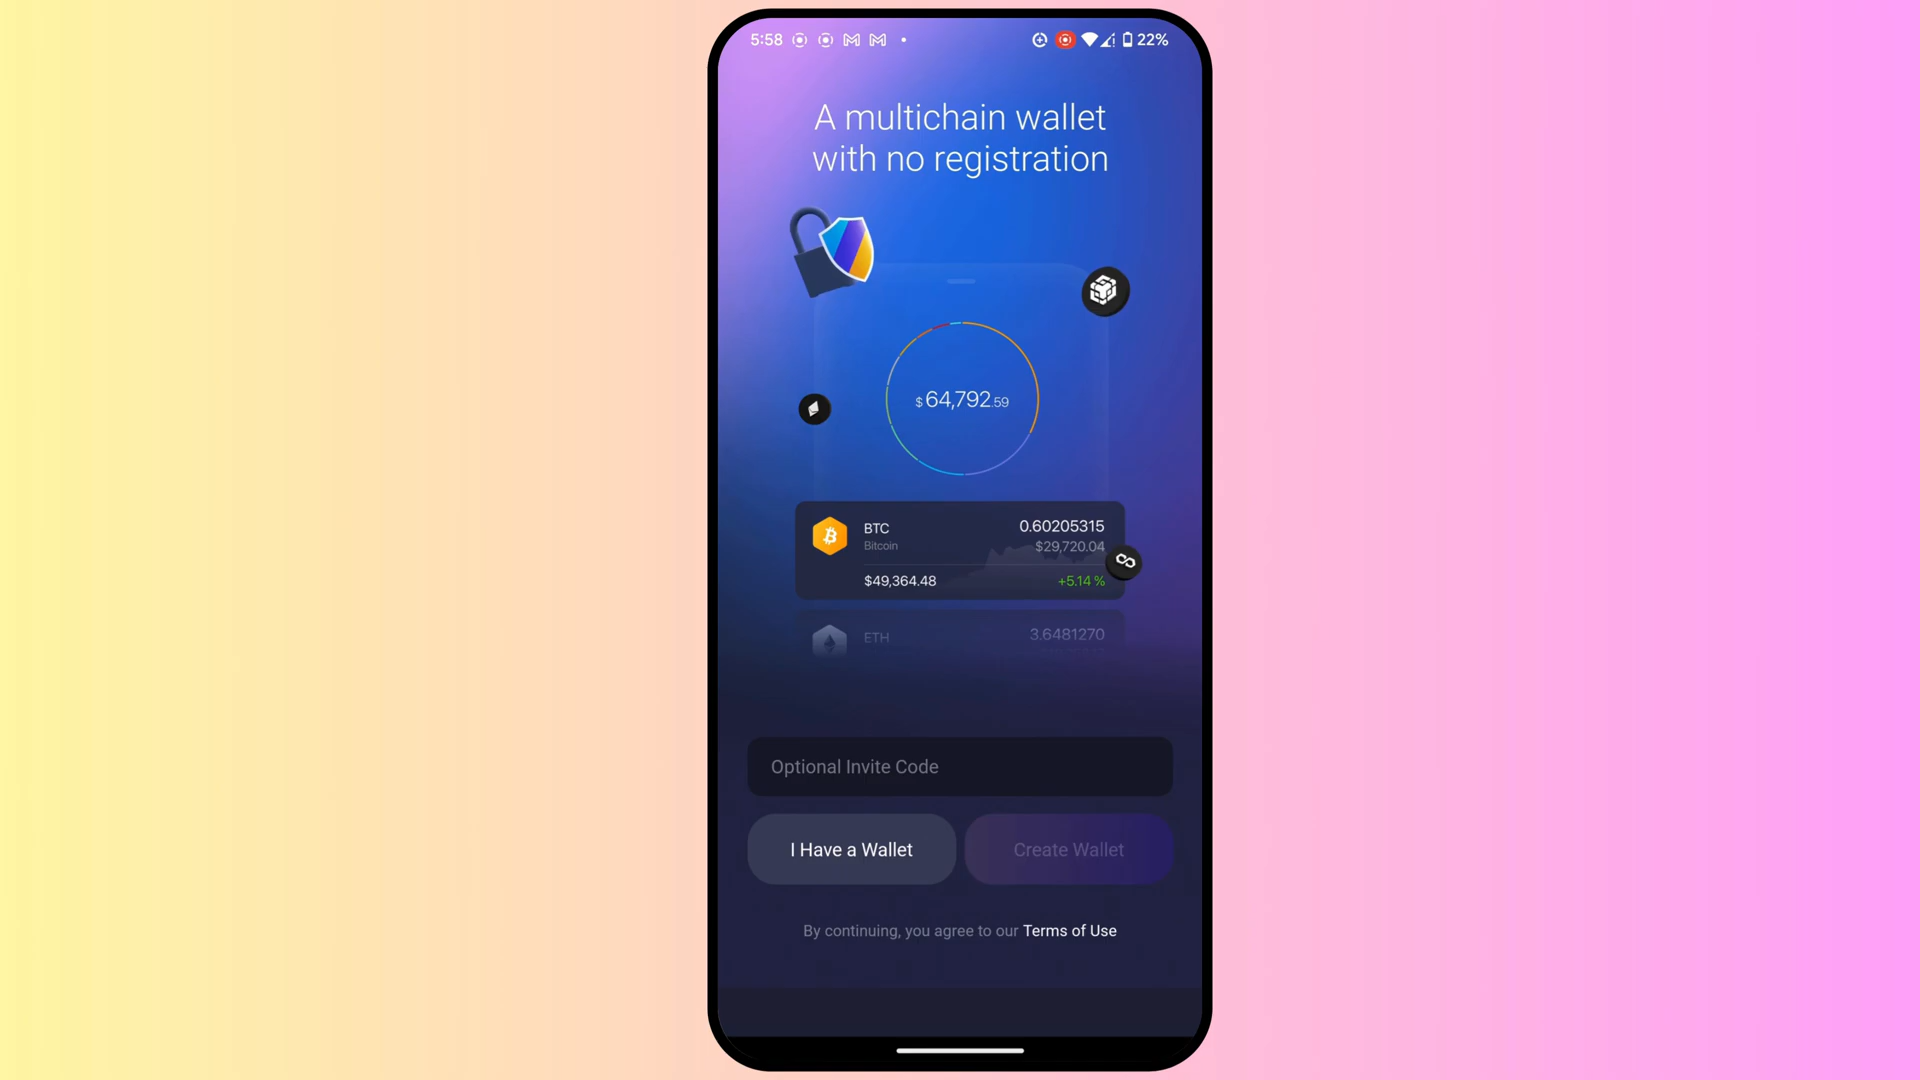 5:58
22%
A multichain wallet
with no registration
$64,792.59
BTC 0.60205315
Bitcoin $29,720.04
$49,364.48 +5.14 %
ETH 3.6481270
Optional Invite Code
I Have a Wallet Create Wallet
By continuing, you agree to our Terms of Use